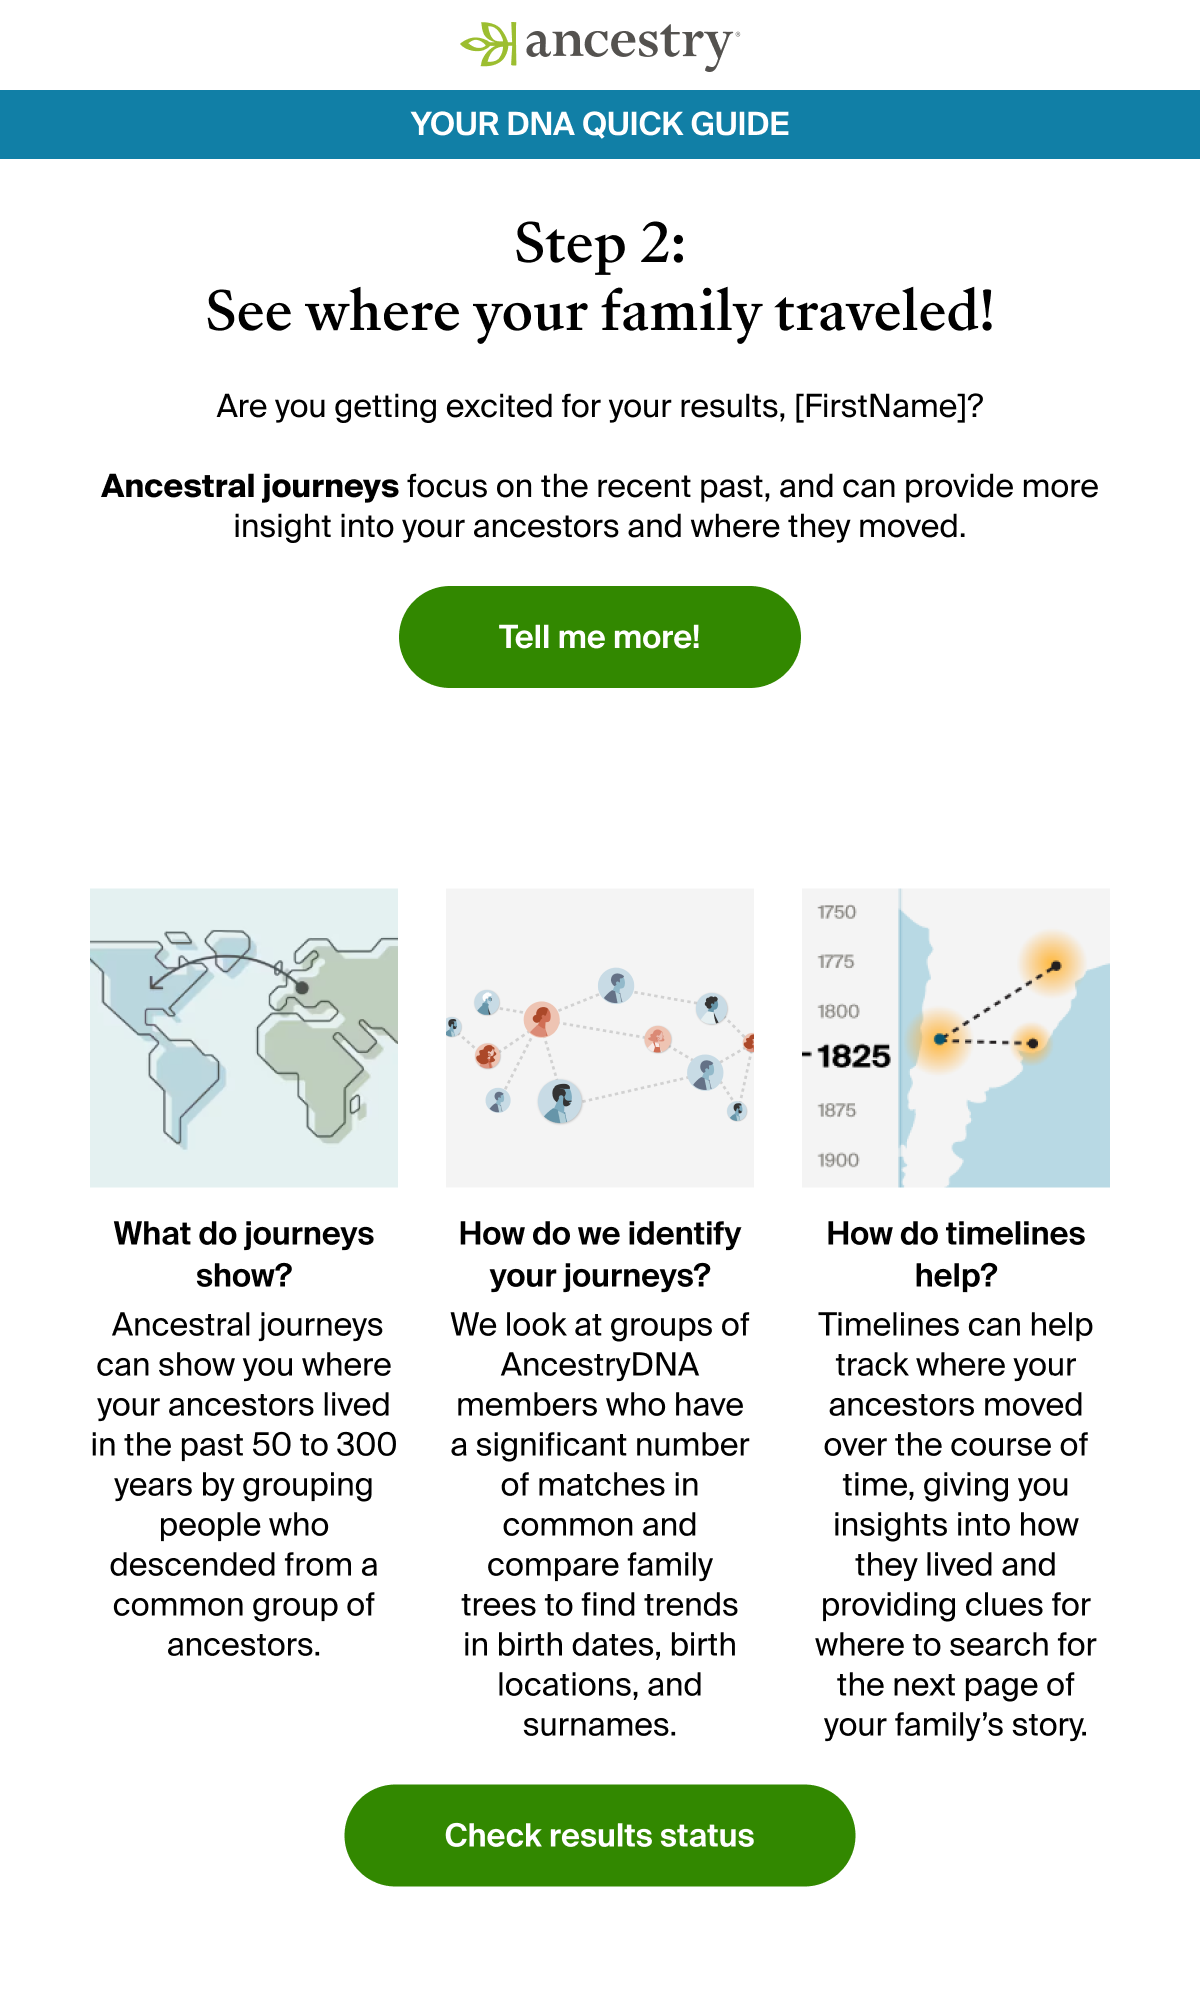 ancestry®
YOUR DNA QUICK GUIDE
Step 2:
See where your family traveled!
Are you getting excited for your results, [FirstName]?
Ancestral journeys focus on the recent past, and can provide more
insight into your ancestors and where they moved.
Tell me more!
1750
1775
1800
1825
1875
1900
What do journeys
show?
Ancestral journeys
can show you where
your ancestors lived
in the past 50 to 300
years by grouping
people who
descended from a
common group of
ancestors.
How do we identify
your journeys?
We look at groups of
AncestryDNA
members who have
a significant number
of matches in
common and
compare family
trees to find trends
in birth dates, birth
locations, and
surnames.
How do timelines
help?
Timelines can help
track where your
ancestors moved
over the course of
time, giving you
insights into how
they lived and
providing clues for
where to search for
the next page of
your family’s story.
Check results status